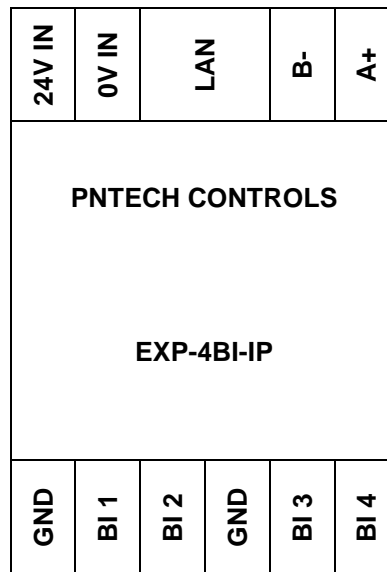 24V IN
0V IN
LAN
B-
A+
PNTECH CONTROLS
EXP-4BI-IP
GND
BI 1
BI 2
GND
BI 3
BI 4